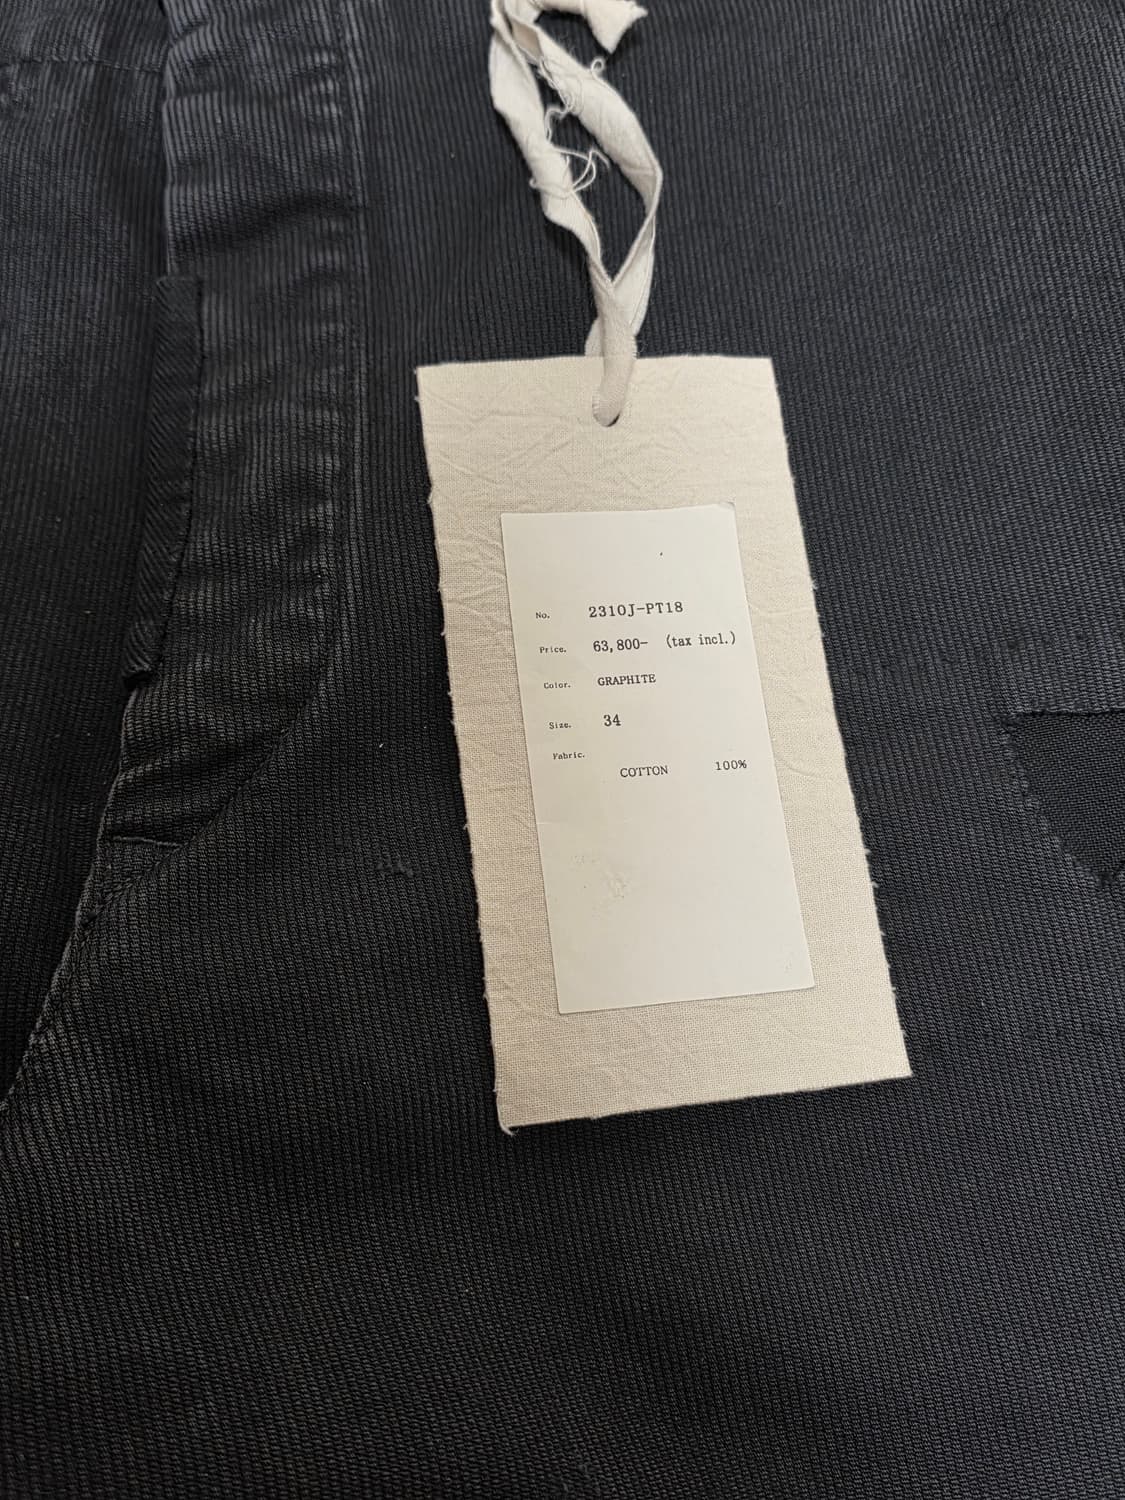 No. 2310J-PT18
Price. 63,800- (tax incl.)
Color. GRAPHITE
Size. 34
Fabric.
COTTON 100%